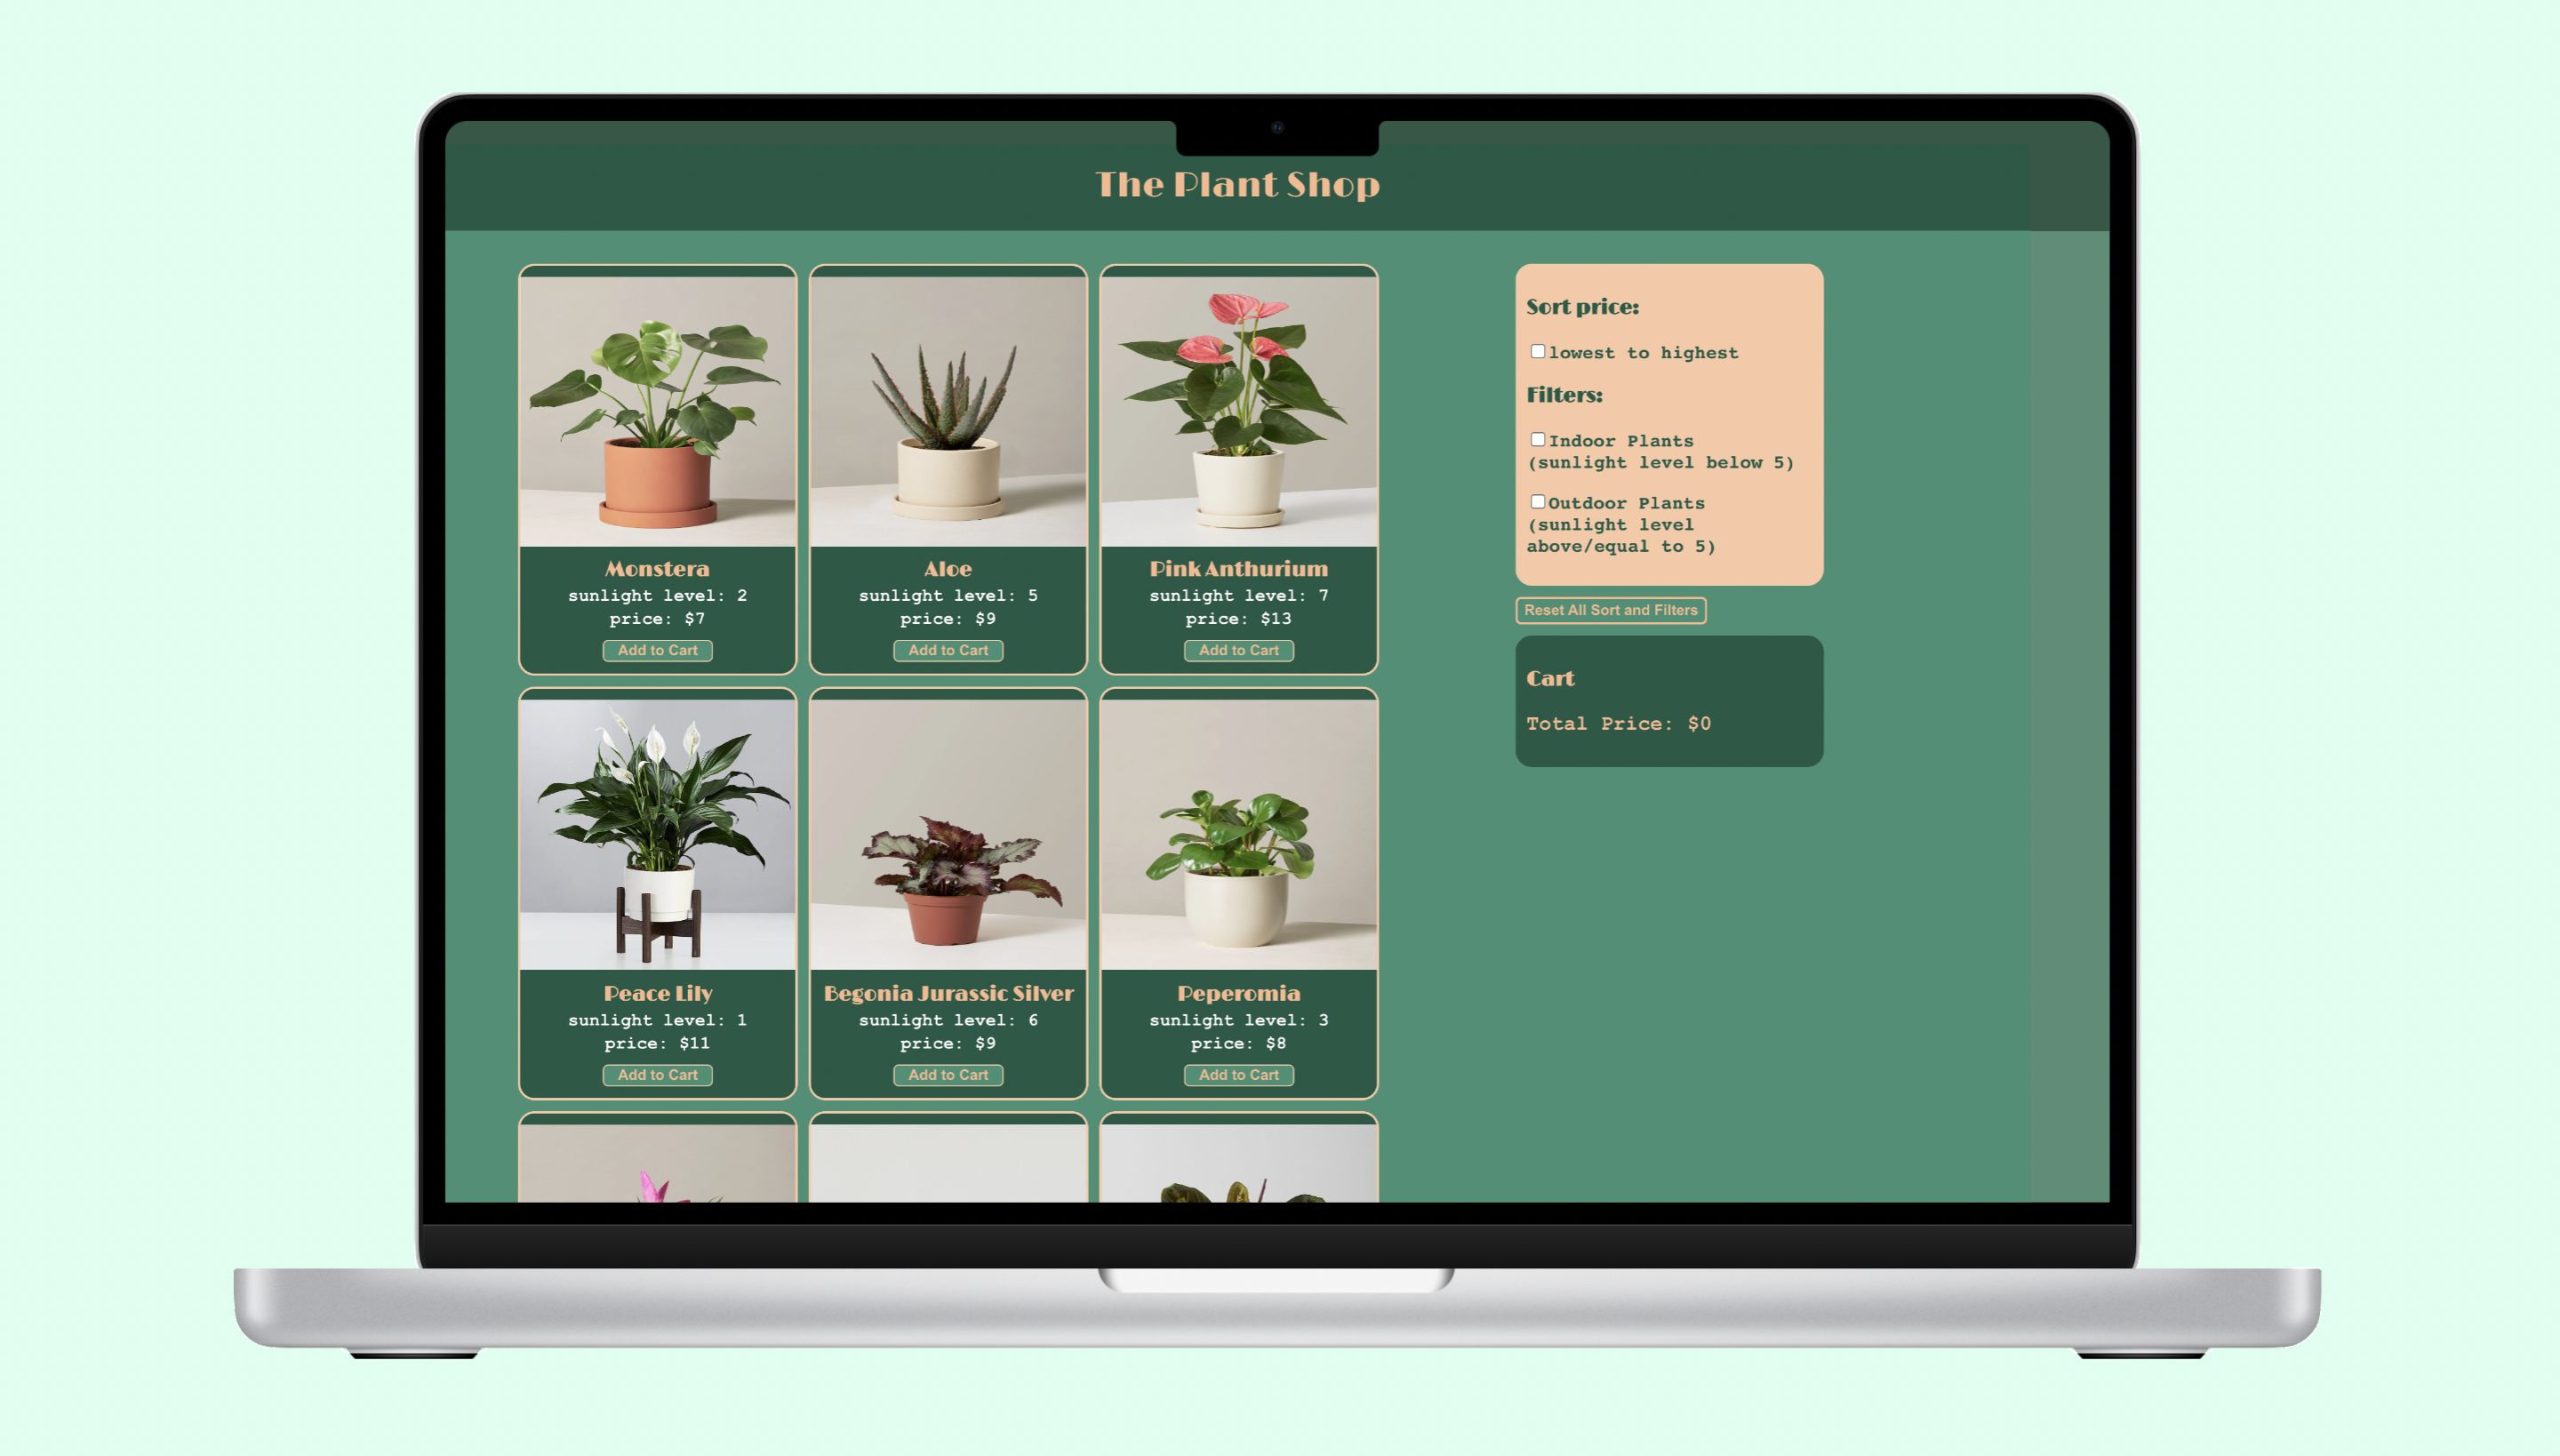 The Plant Shop
Monstera
sunlight level: 2
price: $7
Add to Cart
Aloe
sunlight level: 5
price: $9
Add to Cart
Pink Anthurium
sunlight level: 7
price: $13
Add to Cart
Peace Lily
sunlight level: 1
price: $11
Add to Cart
Begonia Jurassic Silver
sunlight level: 6
price: $9
Add to Cart
Peperomia
sunlight level: 3
price: $8
Add to Cart
Sort price:
lowest to highest
Filters:
Indoor Plants
(sunlight level below 5)
Outdoor Plants
(sunlight level
above/equal to 5)
Reset All Sort and Filters
Cart
Total Price: $0